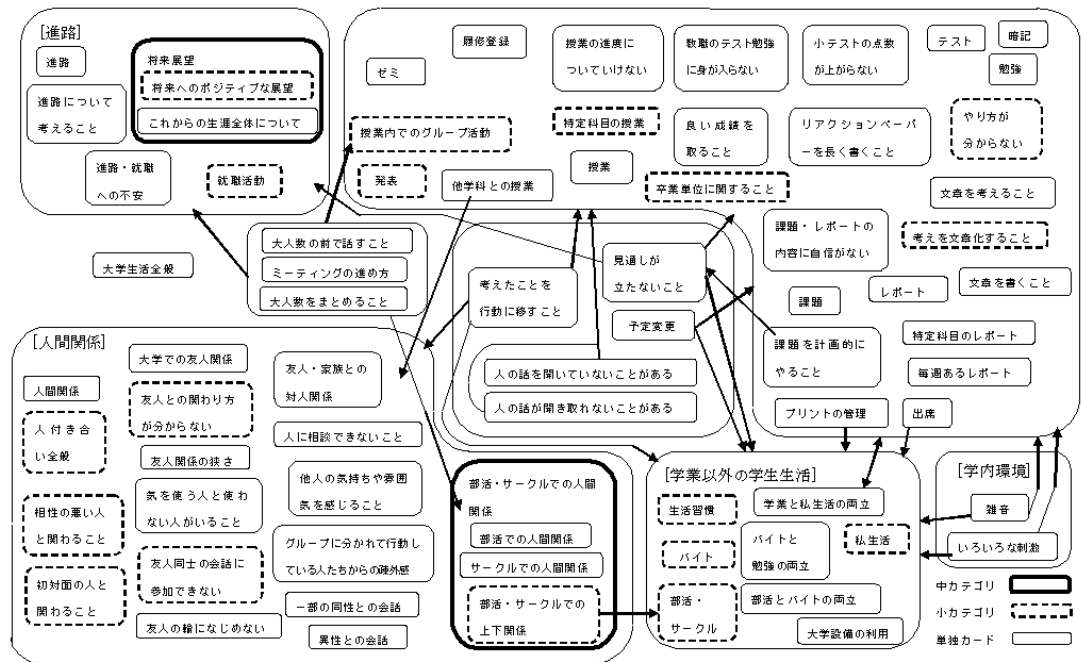 [進路]
進路
進路について
考えること
将来展望
将来へのポジティブな展望
これからの生涯全体について
進路・就職
への不安
就職活動
履修登録
ゼミ
授業の進度に
ついていけない
教職のテスト勉強
に身が入らない
小テストの点数
が上がらない
テスト
暗記
勉強
授業内でのグループ活動
特定科目の授業
良い成績を
取ること
リアクションペーパ
ーを長く書くこと
やり方が
分からない
発表
他学科との授業
授業
卒業単位に関すること
文章を考えること
課題・レポートの
内容に自信がない
考えを文章化すること
レポート
文章を書くこと
課題
特定科目のレポート
課題を計画的に
やること
毎週あるレポート
プリントの管理
出席
大学生活全般
大人数の前で話すこと
ミーティングの進め方
大人数をまとめること
考えたことを
行動に移すこと
見通しが
立たないこと
予定変更
人の話を聞いていないことがある
人の話が聞き取れないことがある
[人間関係]
人間関係
大学での友人関係
友人・家族との
対人関係
人付き合
い全般
友人との関わり方
が分からない
人に相談できないこと
友人関係の狭さ
他人の気持ちや雰囲
気を感じること
相性の悪い人
と関わること
気を使う人と使わ
ない人がいること
グループに分かれて行動し
ている人たちからの疎外感
初対面の人と
関わること
友人同士の会話に
参加できない
一部の同性との会話
友人の輪になじめない
異性との会話
部活・サークルでの人間
関係
部活での人間関係
サークルでの人間関係
部活・サークルでの
上下関係
[学業以外の学生生活]
生活習慣
学業と私生活の両立
バイト
バイトと
勉強の両立
私生活
部活・
サークル
部活とバイトの両立
大学設備の利用
[学内環境]
雑音
いろいろな刺激
中カテゴリ
小カテゴリ
単独カード